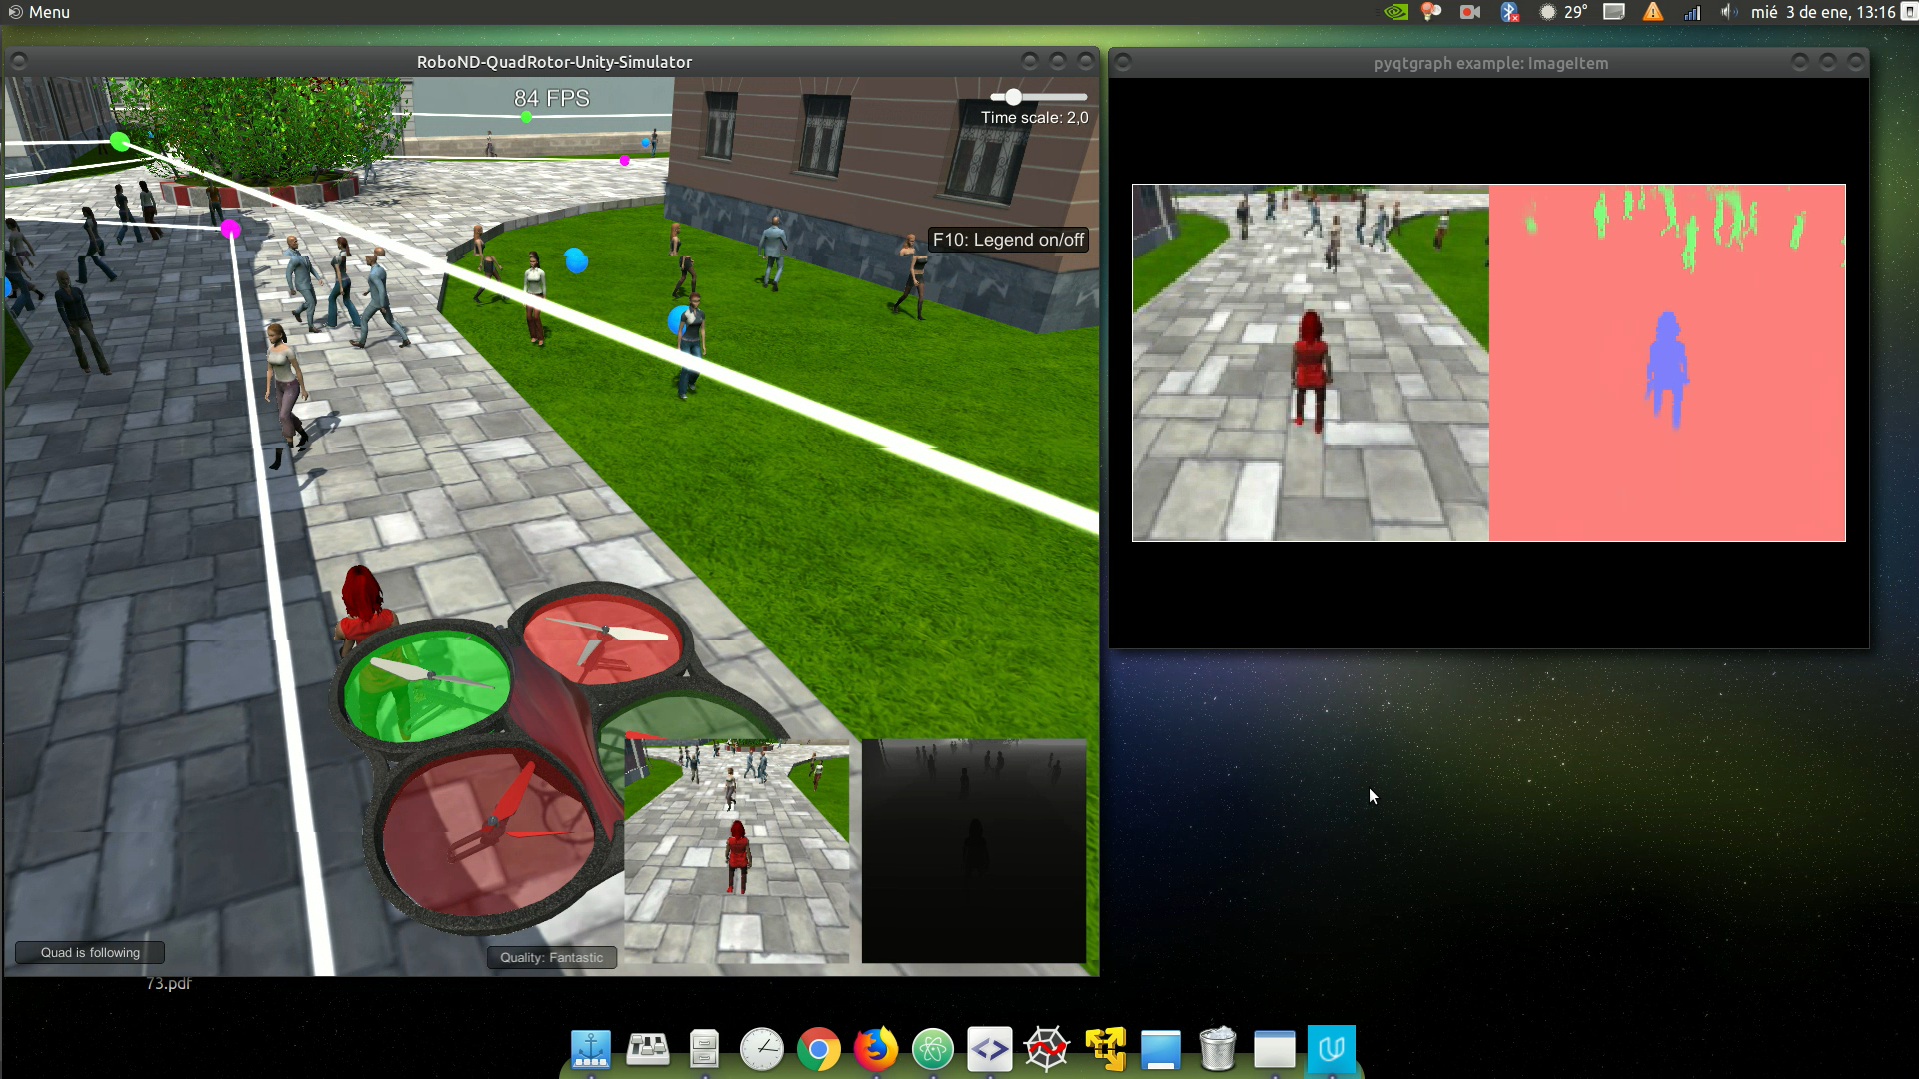 Menu
29°
mié 3 de ene, 13:16
RoboND-QuadRotor-Unity-Simulator
pyqtgraph example: ImageItem
84 FPS
Time scale: 2,0
F10: Legend on/off
Quad is following
Quality: Fantastic
73.pdf